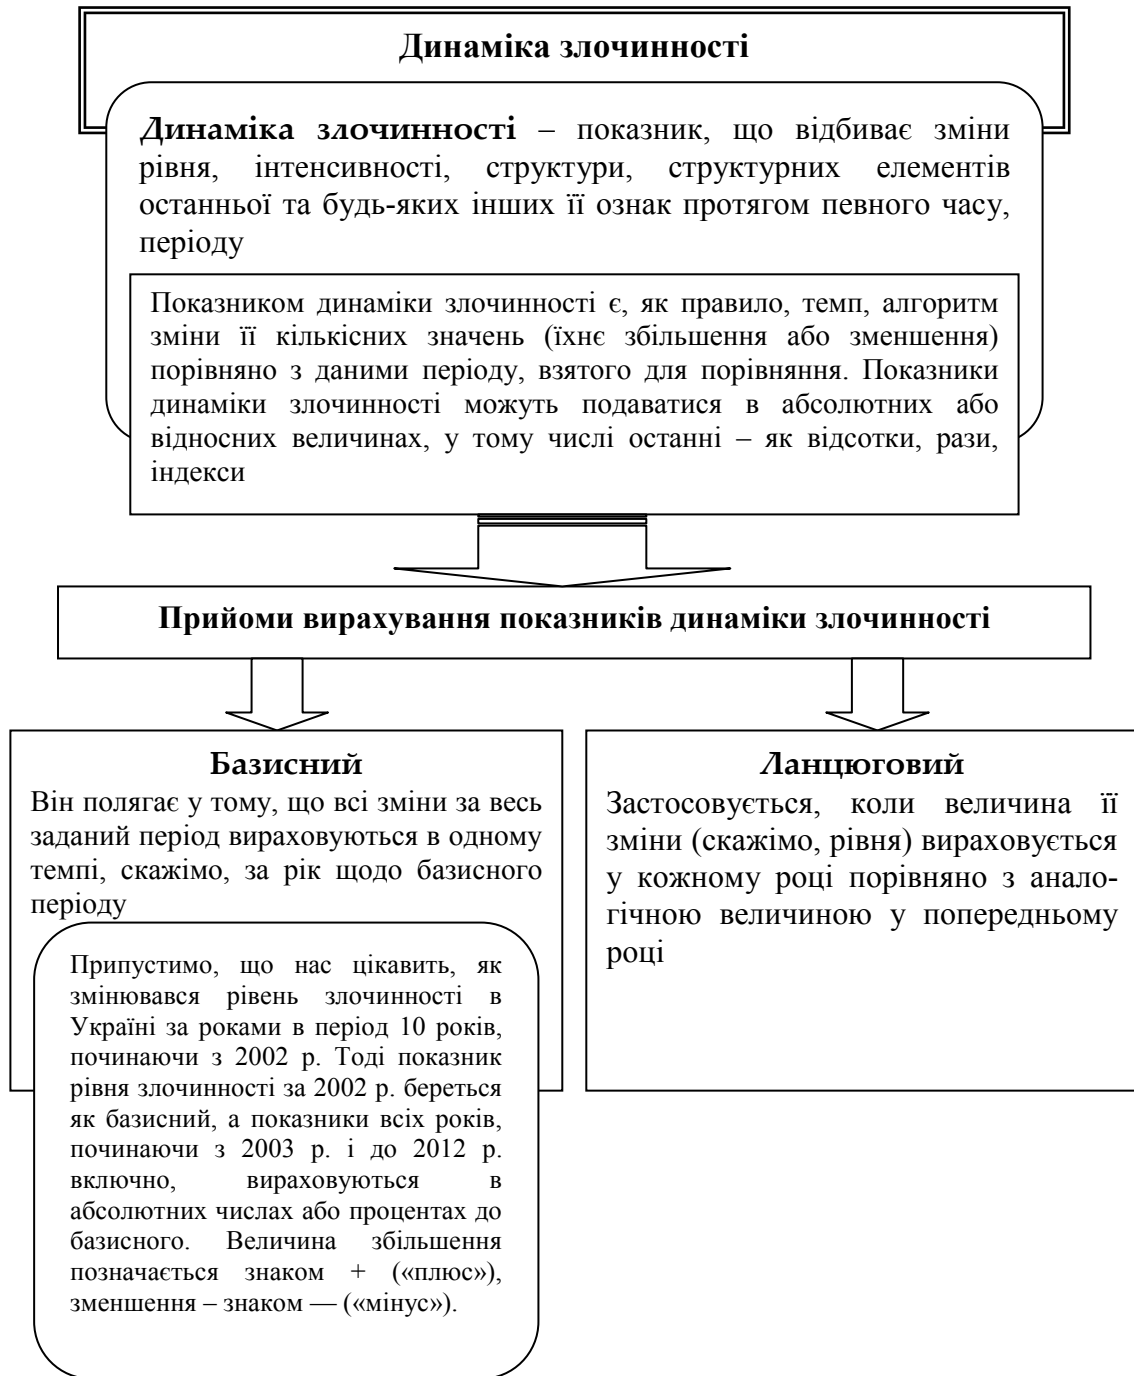 Динаміка злочинності
Динаміка злочинності – показник, що відбиває зміни
рівня, інтенсивності, структури, структурних елементів
останньої та будь-яких інших її ознак протягом певного часу,
періоду
Показником динаміки злочинності є, як правило, темп, алгоритм
зміни її кількісних значень (їхнє збільшення або зменшення)
порівняно з даними періоду, взятого для порівняння. Показники
динаміки злочинності можуть подаватися в абсолютних або
відносних величинах, у тому числі останні – як відсотки, рази,
індекси
Прийоми вирахування показників динаміки злочинності
Базисний
Він полягає у тому, що всі зміни за весь
заданий період вираховуються в одному
темпі, скажімо, за рік щодо базисного
періоду
Припустимо, що нас цікавить, як
змінювався рівень злочинності в
Україні за роками в період 10 років,
починаючи з 2002 р. Тоді показник
рівня злочинності за 2002 р. береться
як базисний, а показники всіх років,
починаючи з 2003 р. і до 2012 р.
включно, вираховуються в
абсолютних числах або процентах до
базисного. Величина збільшення
позначається знаком + («плюс»),
зменшення – знаком — («мінус»).
Ланцюговий
Застосовується, коли величина її
зміни (скажімо, рівня) вираховується
у кожному році порівняно з анало-
гічною величиною у попередньому
році